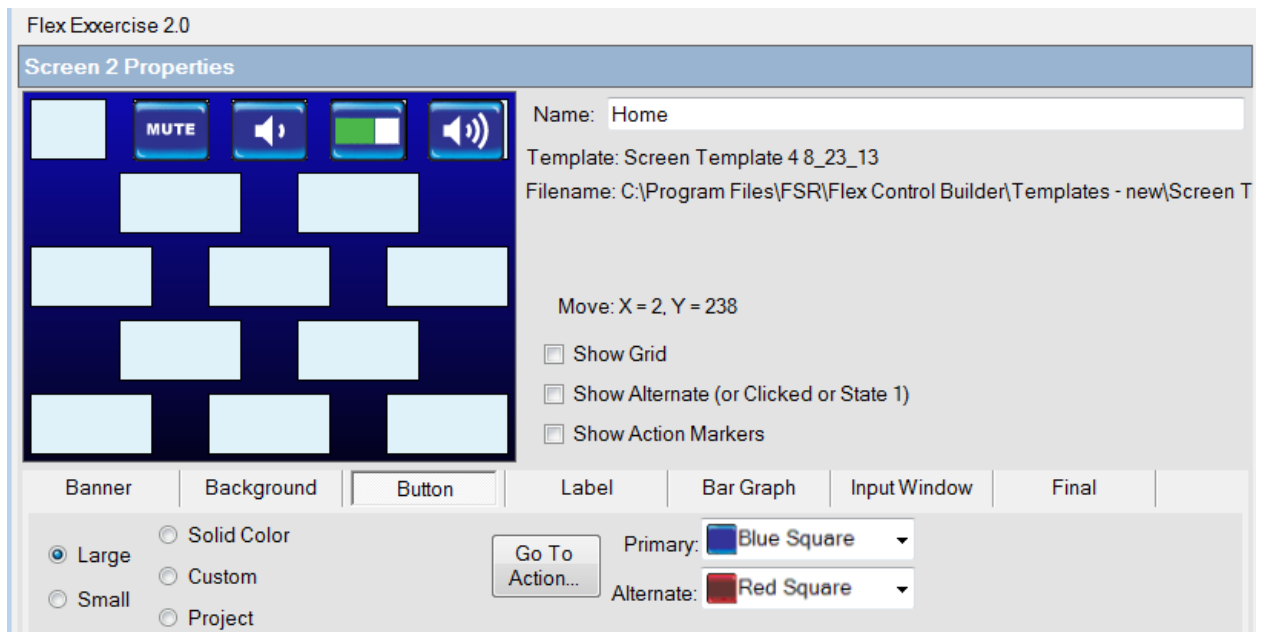 Flex Exxercise 2.0
Screen 2 Properties
MUTE
Name: Home
Template: Screen Template 4 8_23_13
Filename: C:\Program Files\FSR\Flex Control Builder\Templates - new\Screen T
Move: X = 2, Y = 238
Show Grid
Show Alternate (or Clicked or State 1)
Show Action Markers
Banner Background Button Label Bar Graph Input Window Final
Large
Small
Solid Color
Custom
Project
Go To
Action...
Primary: Blue Square
Alternate: Red Square